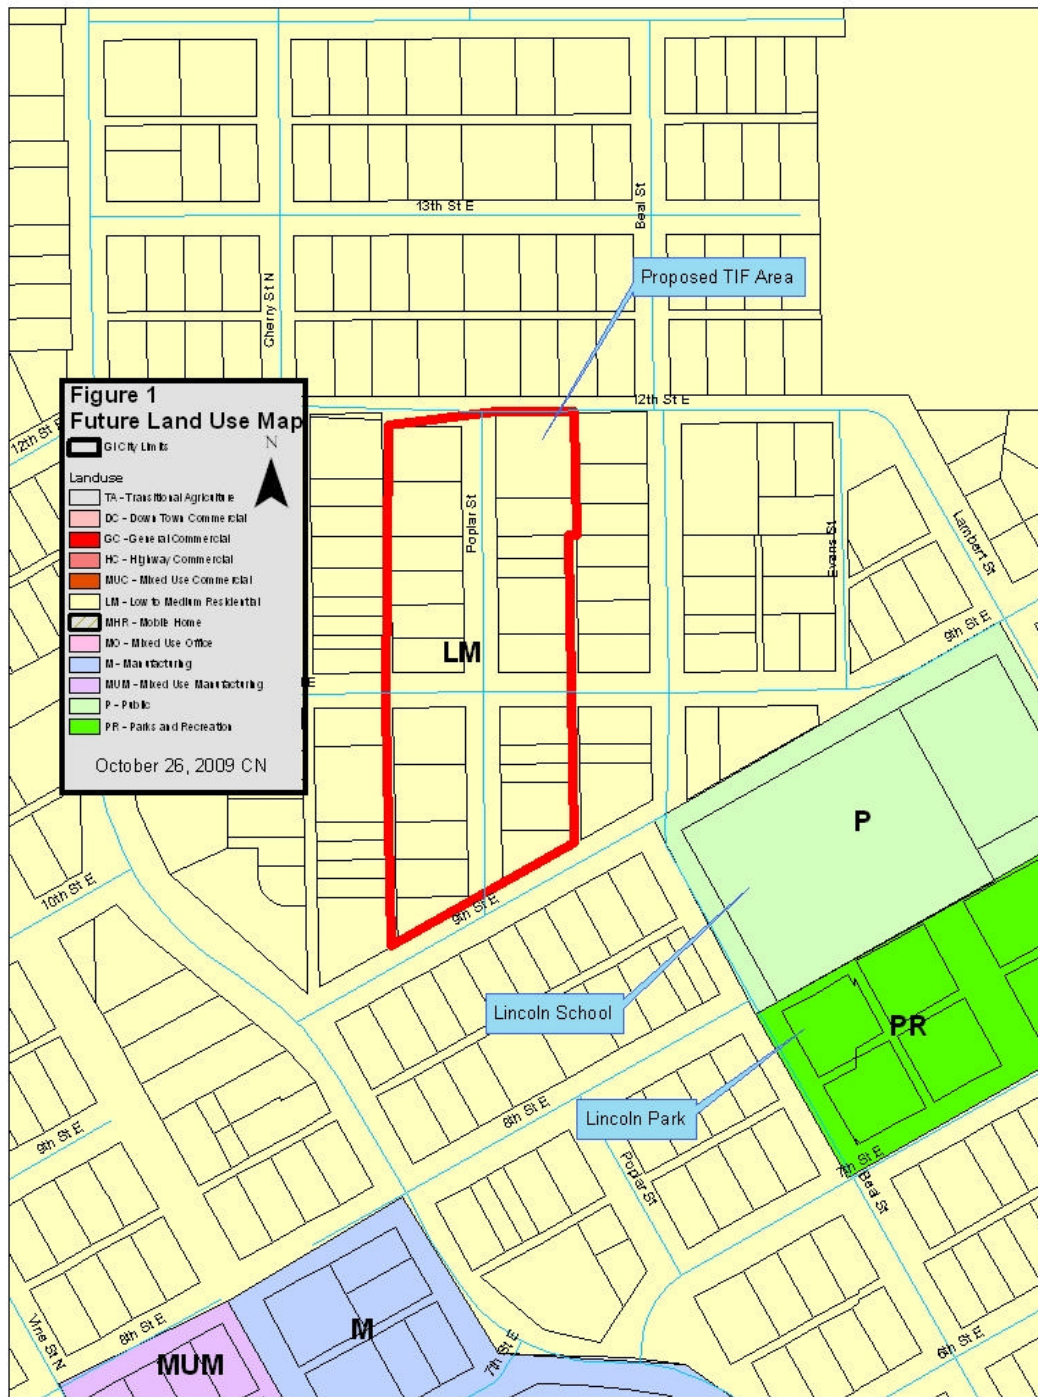 13th St E
Beal St
Cherry St N
Proposed TIF Area
12th St E
12th St E
Figure 1
Future Land Use Map
GI City Limits
N
Landuse
TA - Transitional Agriculture
DC - Down Town Commercial
GC - General Commercial
HC - Highway Commercial
MUC - Mixed Use Commercial
LM - Low to Medium Residential
MHR - Mobile Home
MO - Mixed Use Office
M - Manufacturing
MUM - Mixed Use Manufacturing
P - Public
PR - Parks and Recreation
October 26, 2009 CN
Poplar St
Evans St
Lambert St
9th St E
LM
P
10th St E
9th St E
Lincoln School
PR
Lincoln Park
8th St E
9th St E
Poplar St
7th St E
Beal St
Vine St N
8th St E
M
MUM
7th St E
6th St E